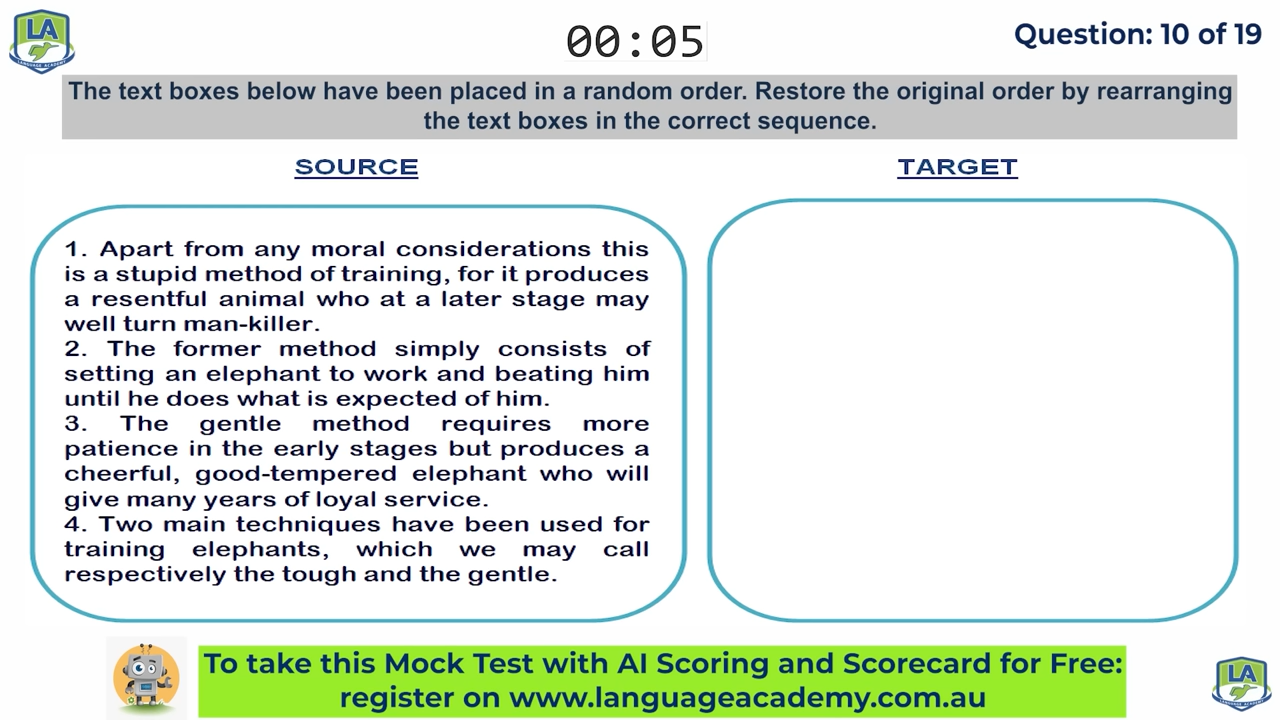 LA
LANGUAGE ACADEMY
00:05
Question: 10 of 19
The text boxes below have been placed in a random order. Restore the original order by rearranging
the text boxes in the correct sequence.
SOURCE
TARGET
1. Apart from any moral considerations this
is a stupid method of training, for it produces
a resentful animal who at a later stage may
well turn man-killer.
2. The former method simply consists of
setting an elephant to work and beating him
until he does what is expected of him.
3. The gentle method requires more
patience in the early stages but produces a
cheerful, good-tempered elephant who will
give many years of loyal service.
4. Two main techniques have been used for
training elephants, which we may call
respectively the tough and the gentle.
To take this Mock Test with AI Scoring and Scorecard for Free:
register on www.languageacademy.com.au
LA
LANGUAGE ACADEMY